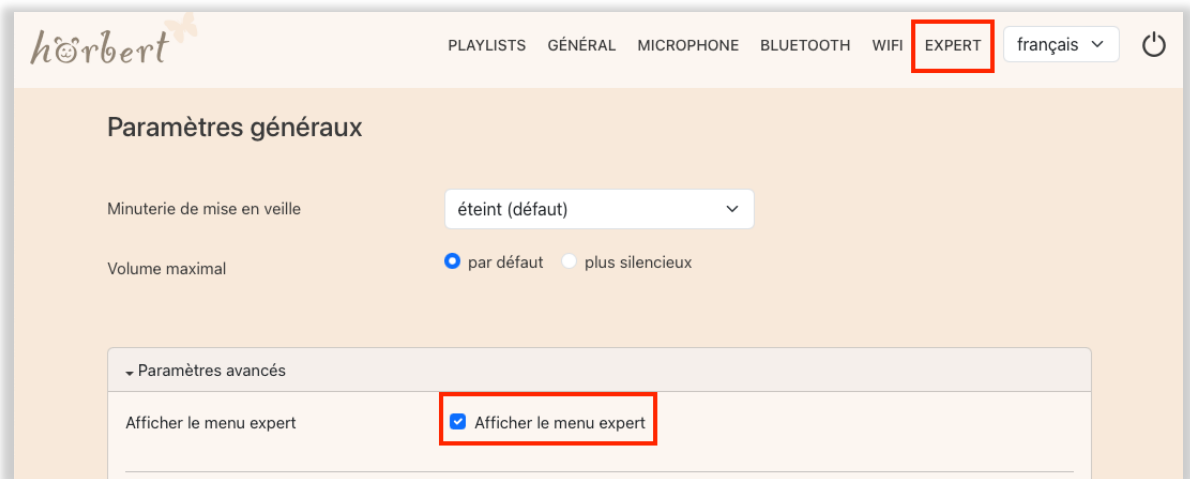 hörbert PLAYLISTS GÉNÉRAL MICROPHONE BLUETOOTH WIFI EXPERT français
Paramètres généraux
Minuterie de mise en veille éteint (défaut)
Volume maximal par défaut plus silencieux
Paramètres avancés
Afficher le menu expert Afficher le menu expert